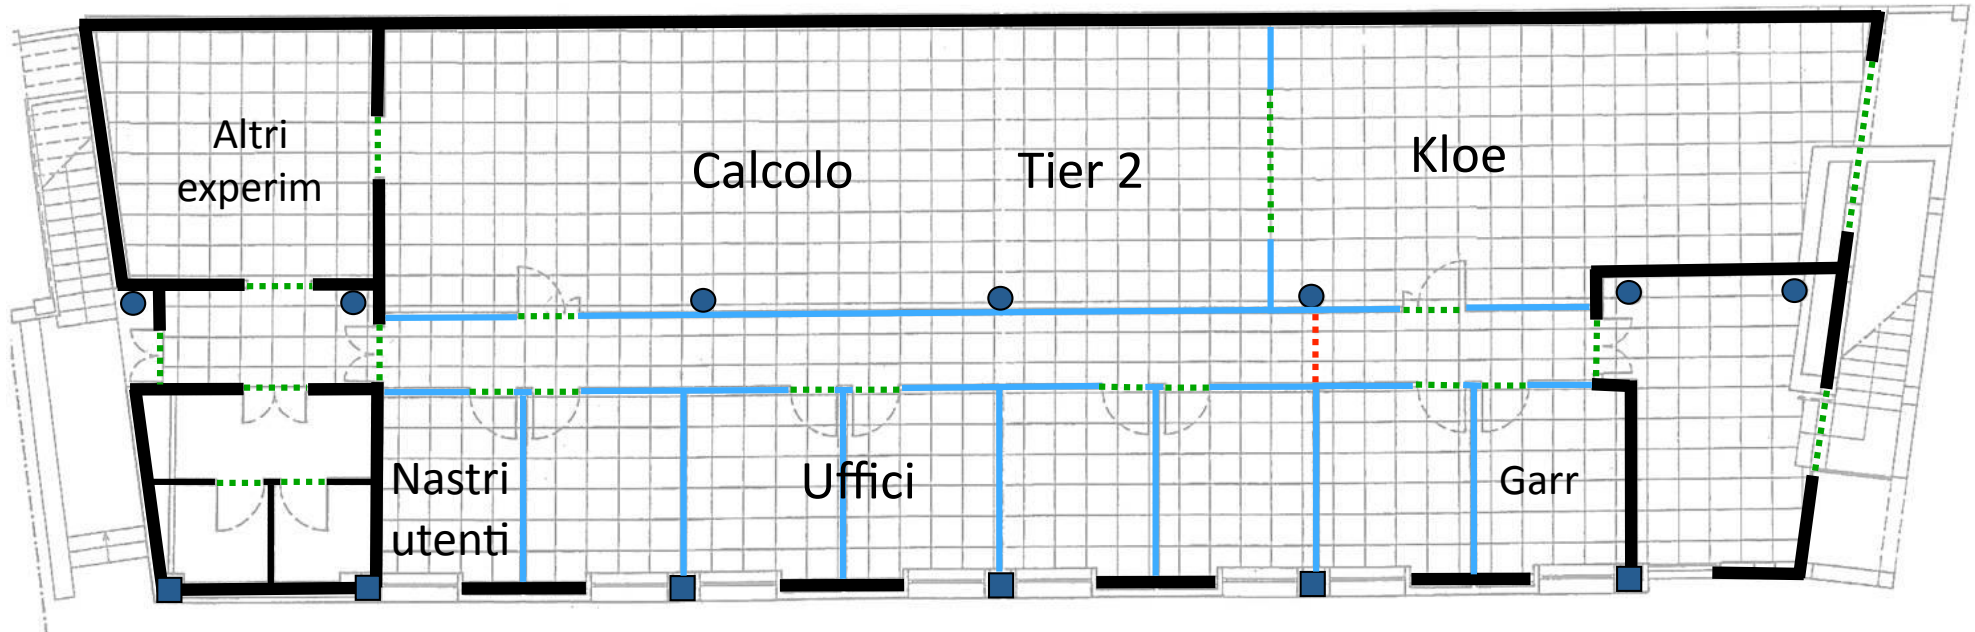 Altri
experim
Calcolo
Tier 2
Kloe
Nastri
utenti
Uffici
Garr